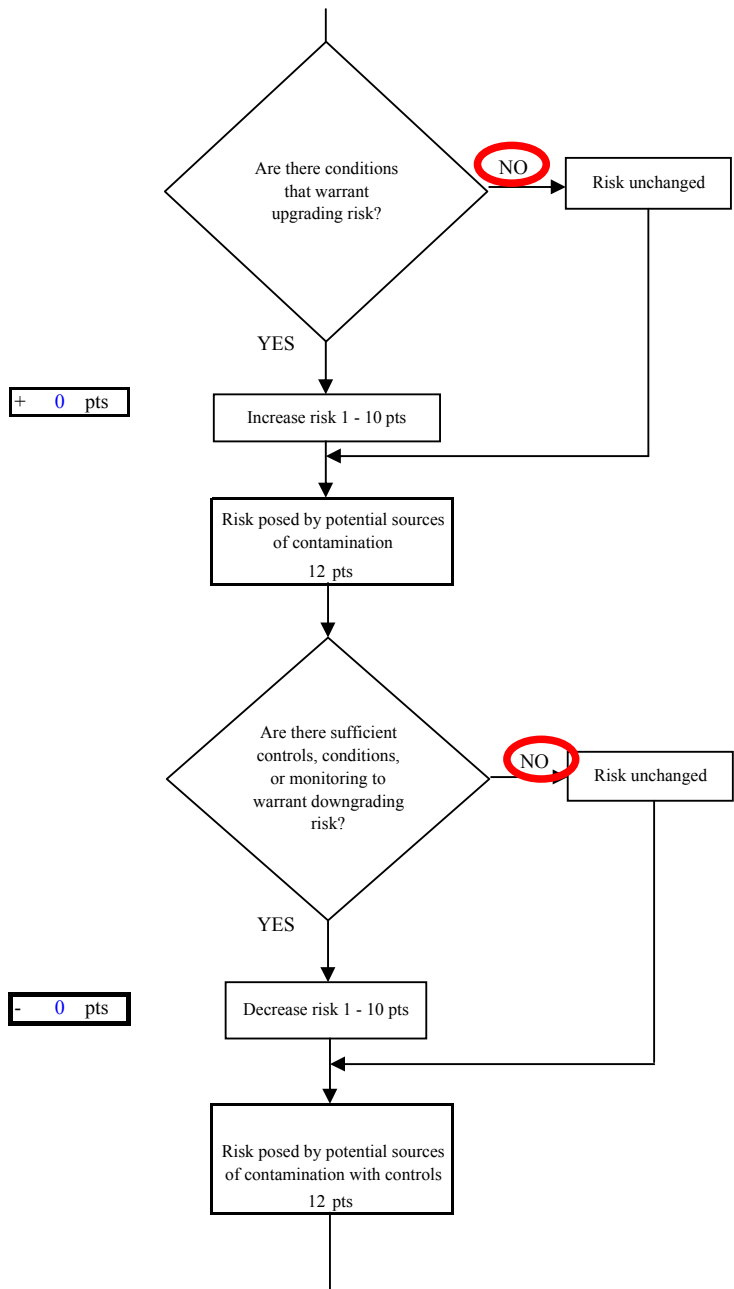 Are there conditions
that warrant
upgrading risk?
NO
Risk unchanged
YES
+ 0 pts
Increase risk 1 - 10 pts
Risk posed by potential sources
of contamination
12 pts
Are there sufficient
controls, conditions,
or monitoring to
warrant downgrading
risk?
NO
Risk unchanged
YES
- 0 pts
Decrease risk 1 - 10 pts
Risk posed by potential sources
of contamination with controls
12 pts